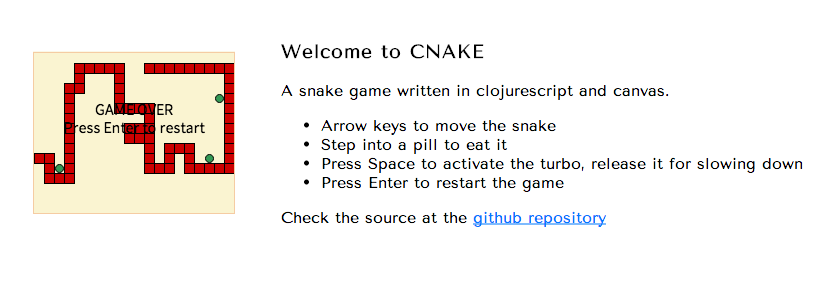 GAME OVER
Press Enter to restart
Welcome to CNAKE
A snake game written in clojurescript and canvas.
• Arrow keys to move the snake
• Step into a pill to eat it
• Press Space to activate the turbo, release it for slowing down
• Press Enter to restart the game
Check the source at the github repository